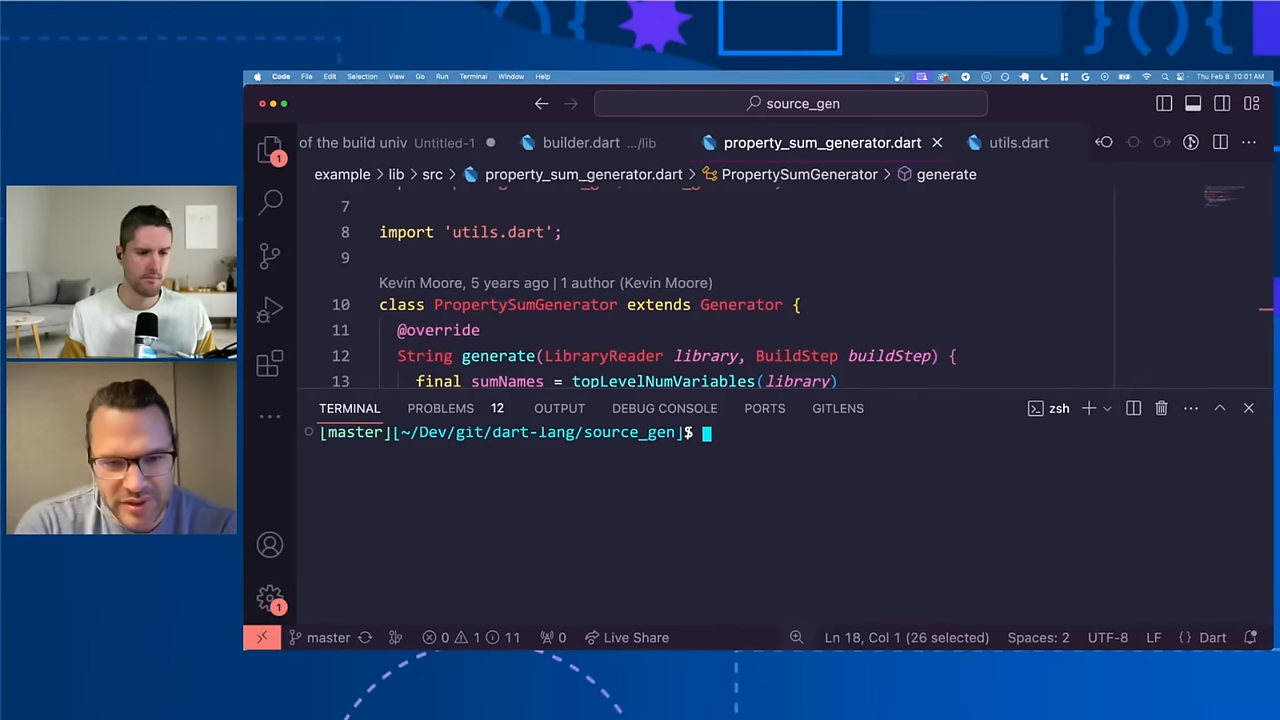 Code File Edit Selection View Go Run Terminal Window Help Thu Feb 8 10:01 AM
source_gen
of the build univ Untitled-1 builder.dart .../lib property_sum_generator.dart utils.dart
example > lib > src > property_sum_generator.dart > PropertySumGenerator > generate
7
8 import 'utils.dart';
9
Kevin Moore, 5 years ago | 1 author (Kevin Moore)
10 class PropertySumGenerator extends Generator {
11 @override
12 String generate(LibraryReader library, BuildStep buildStep) {
13 final sumNames = topLevelNumVariables(library)
TERMINAL PROBLEMS 12 OUTPUT DEBUG CONSOLE PORTS GITLENS zsh
[master][~/Dev/git/dart-lang/source_gen]$
1
1
master 0 1 11 0 Live Share Ln 18, Col 1 (26 selected) Spaces: 2 UTF-8 LF {} Dart